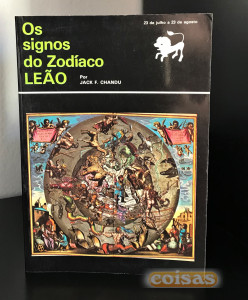 Os
signos
do Zodíaco
LEÃO
Por
JACK F. CHANDU
23 de julho a 23 de agosto
coisas